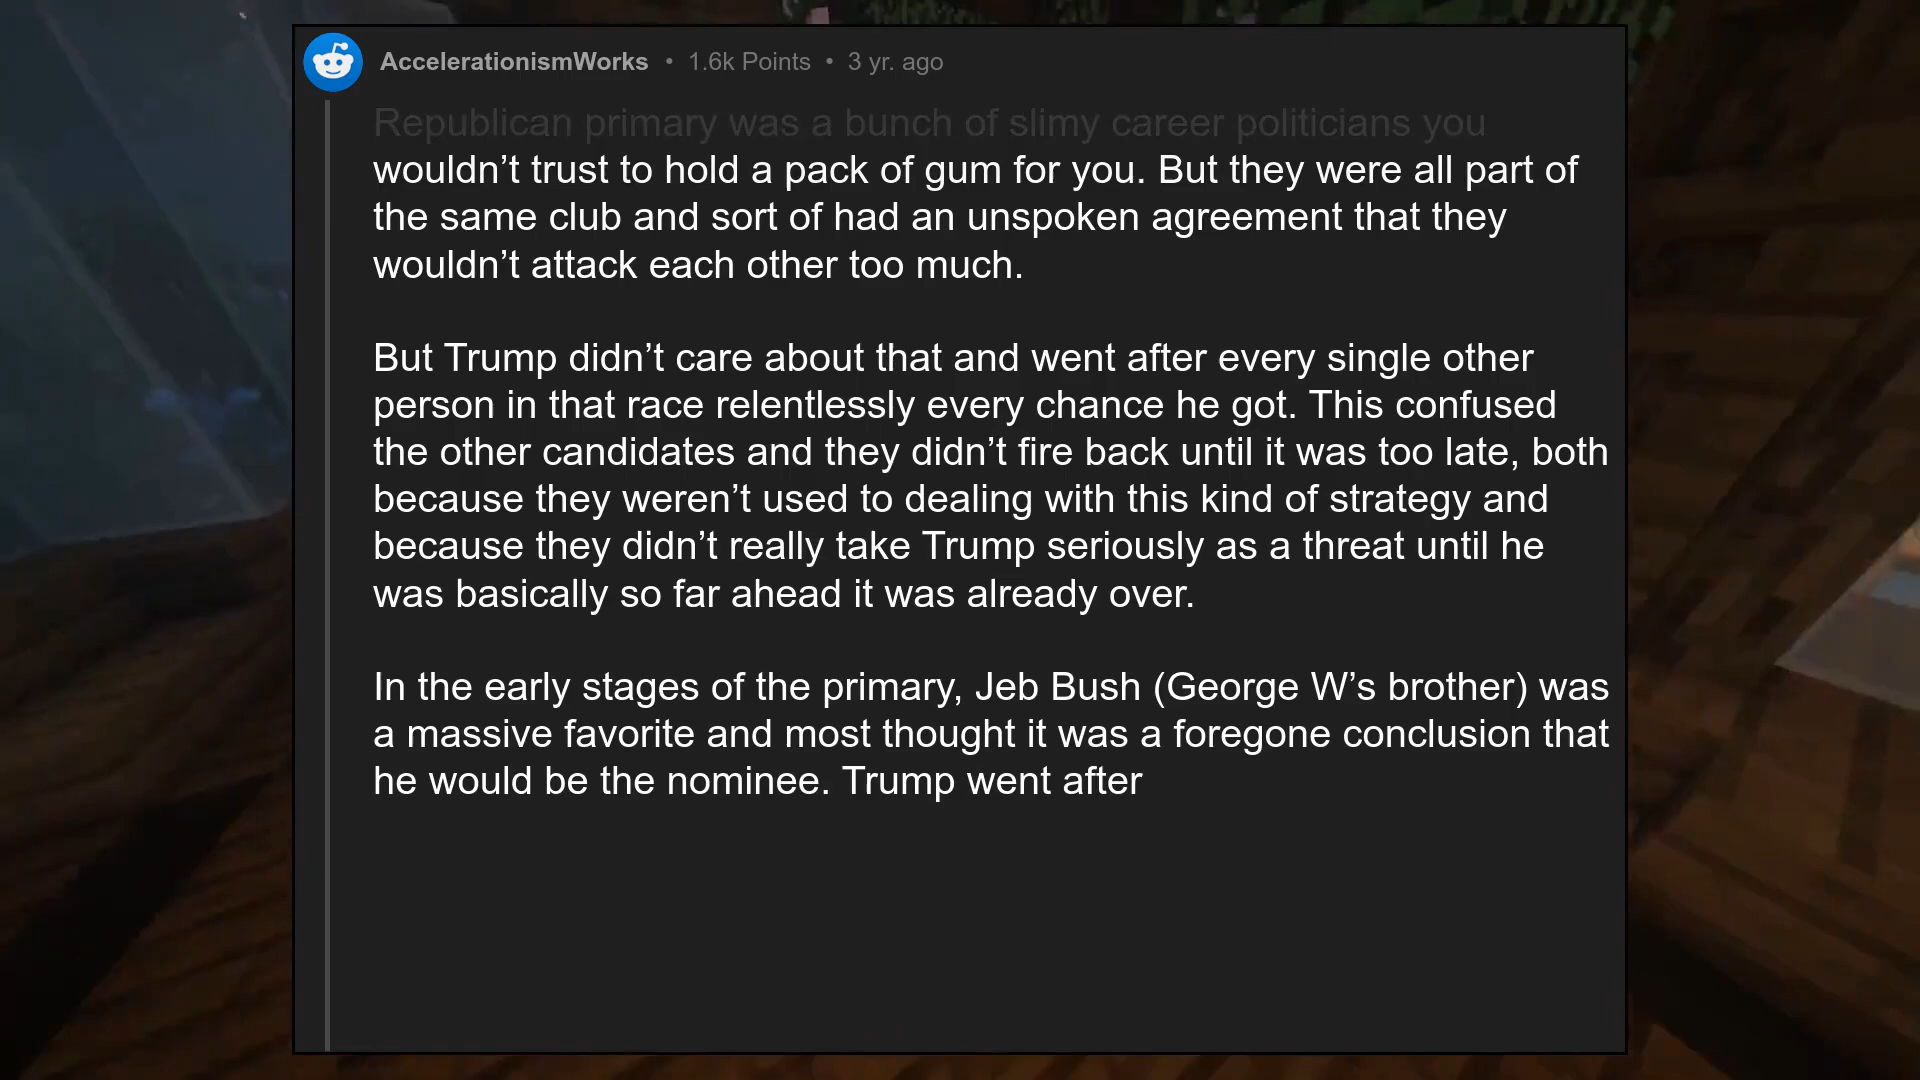 AccelerationismWorks • 1.6k Points • 3 yr. ago
Republican primary was a bunch of slimy career politicians you
wouldn’t trust to hold a pack of gum for you. But they were all part of
the same club and sort of had an unspoken agreement that they
wouldn’t attack each other too much.
But Trump didn’t care about that and went after every single other
person in that race relentlessly every chance he got. This confused
the other candidates and they didn’t fire back until it was too late, both
because they weren’t used to dealing with this kind of strategy and
because they didn’t really take Trump seriously as a threat until he
was basically so far ahead it was already over.
In the early stages of the primary, Jeb Bush (George W’s brother) was
a massive favorite and most thought it was a foregone conclusion that
he would be the nominee. Trump went after